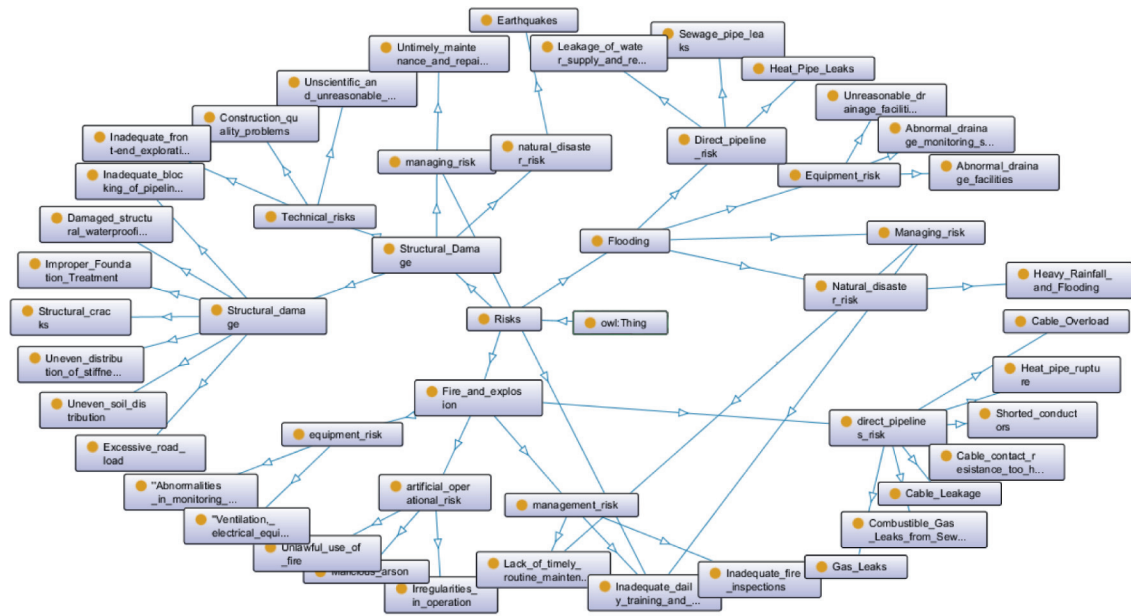 Earthquakes
Leakage_of_wate
r_supply_and_re...
Sewage_pipe_lea
ks
Untimely_mainte
nance_and_repai...
Heat_Pipe_Leaks
Unscientific_an
d_unreasonable_...
Unreasonable_dr
ainage_faciliti...
Construction_qu
ality_problems
Abnormal_draina
ge_monitoring_s...
Inadequate_fron
t-end_explorati...
natural_disaste
r_risk
Direct_pipeline
_risk
managing_risk
Abnormal_draina
ge_facilities
Inadequate_bloc
king_of_pipelin...
Equipment_risk
Damaged_structu
ral_waterproofi...
Technical_risks
Structural_Dama
ge
Flooding
Managing_risk
Improper_Founda
tion_Treatment
Heavy_Rainfall_
and_Flooding
Natural_disaste
r_risk
Structural_crac
ks
Structural_dama
ge
Risks
owl:Thing
Cable_Overload
Uneven_distribu
tion_of_stiffne...
Heat_pipe_ruptu
re
Fire_and_explos
ion
Uneven_soil_dis
tribution
Shorted_conduct
ors
direct_pipeline
s_risk
equipment_risk
Excessive_road_
load
Cable_contact_r
esistance_too_h...
"Abnormalities
_in_monitoring_...
artificial_oper
ational_risk
management_risk
Cable_Leakage
"Ventilation,_
electrical_equi...
Combustible_Gas
_Leaks_from_Sew...
Unlawful_use_of
_fire
Malicious_arson
Lack_of_timely_
routine_mainten...
Inadequate_fire
_inspections
Gas_Leaks
Irregularities_
in_operation
Inadequate_dail
y_training_and_...